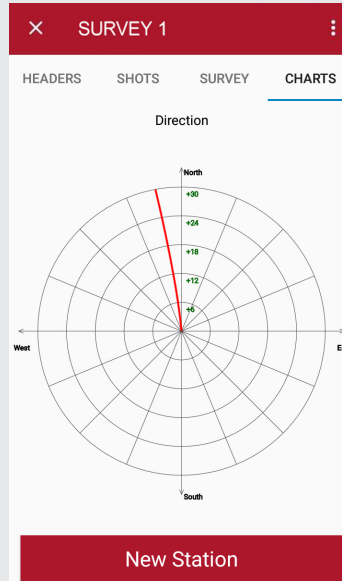 SURVEY 1
HEADERS SHOTS SURVEY CHARTS
Direction
North
+30
+24
+18
+12
+6
West E
South
New Station